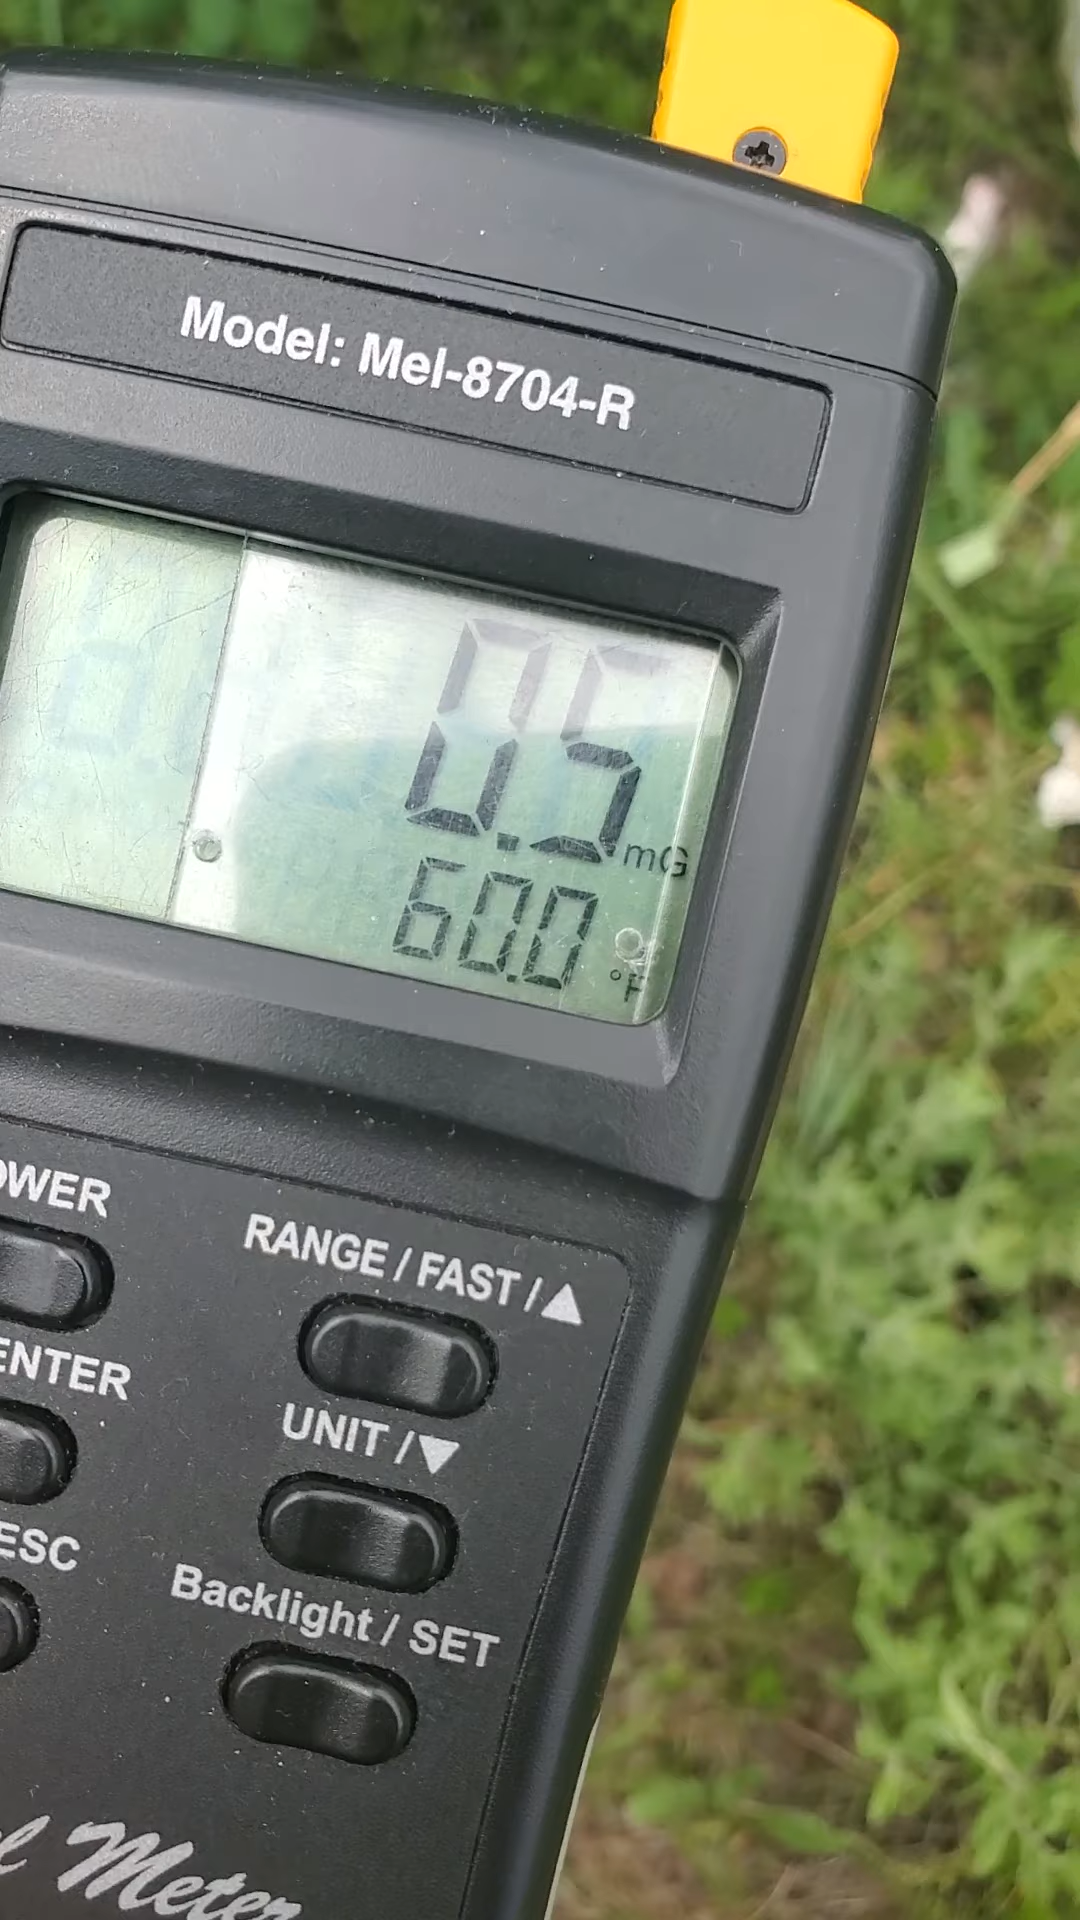 Model: Mel-8704-R
0.5 mG
60.0 °F
OWER
RANGE / FAST / ▲
ENTER
UNIT / ▼
ESC
Backlight / SET
l Meter